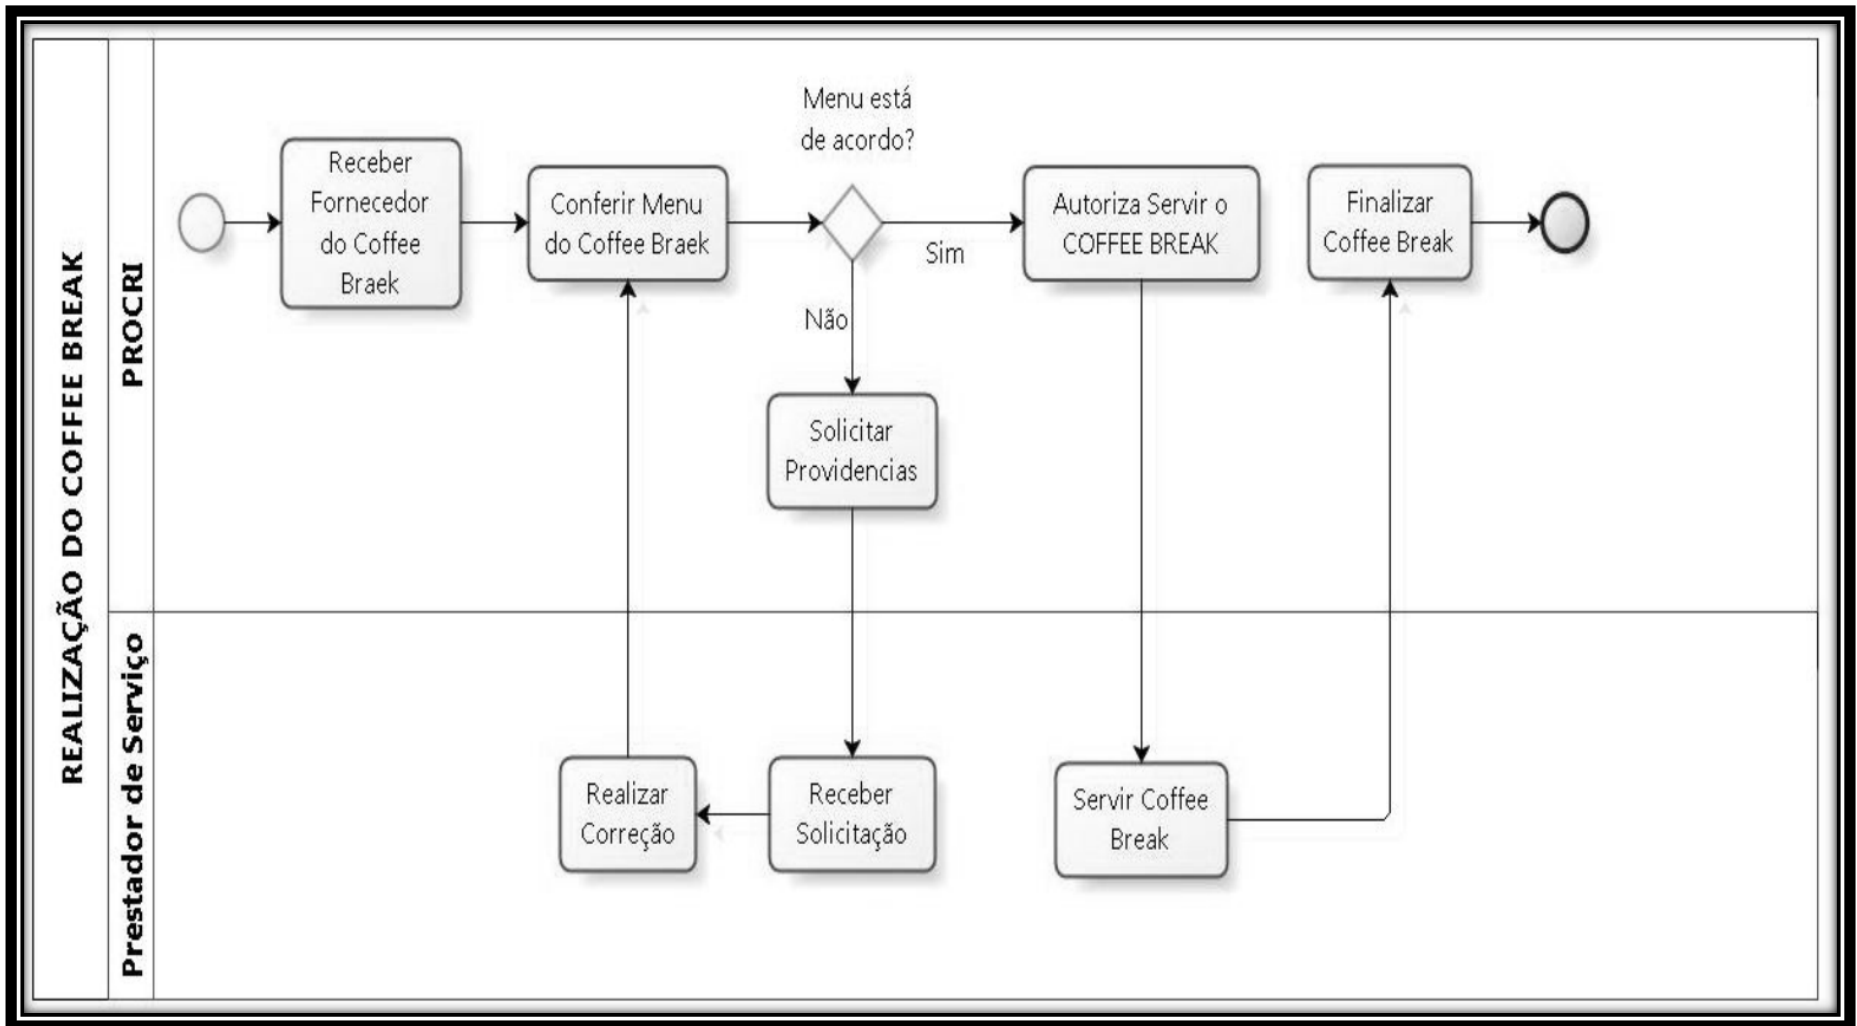 REALIZAÇÃO DO COFFEE BREAK
PROCRI
Receber
Fornecedor
do Coffee
Braek
Conferir Menu
do Coffee Braek
Menu está
de acordo?
Sim
Não
Autoriza Servir o
COFFEE BREAK
Finalizar
Coffee Break
Solicitar
Providencias
Prestador de Serviço
Realizar
Correção
Receber
Solicitação
Servir Coffee
Break